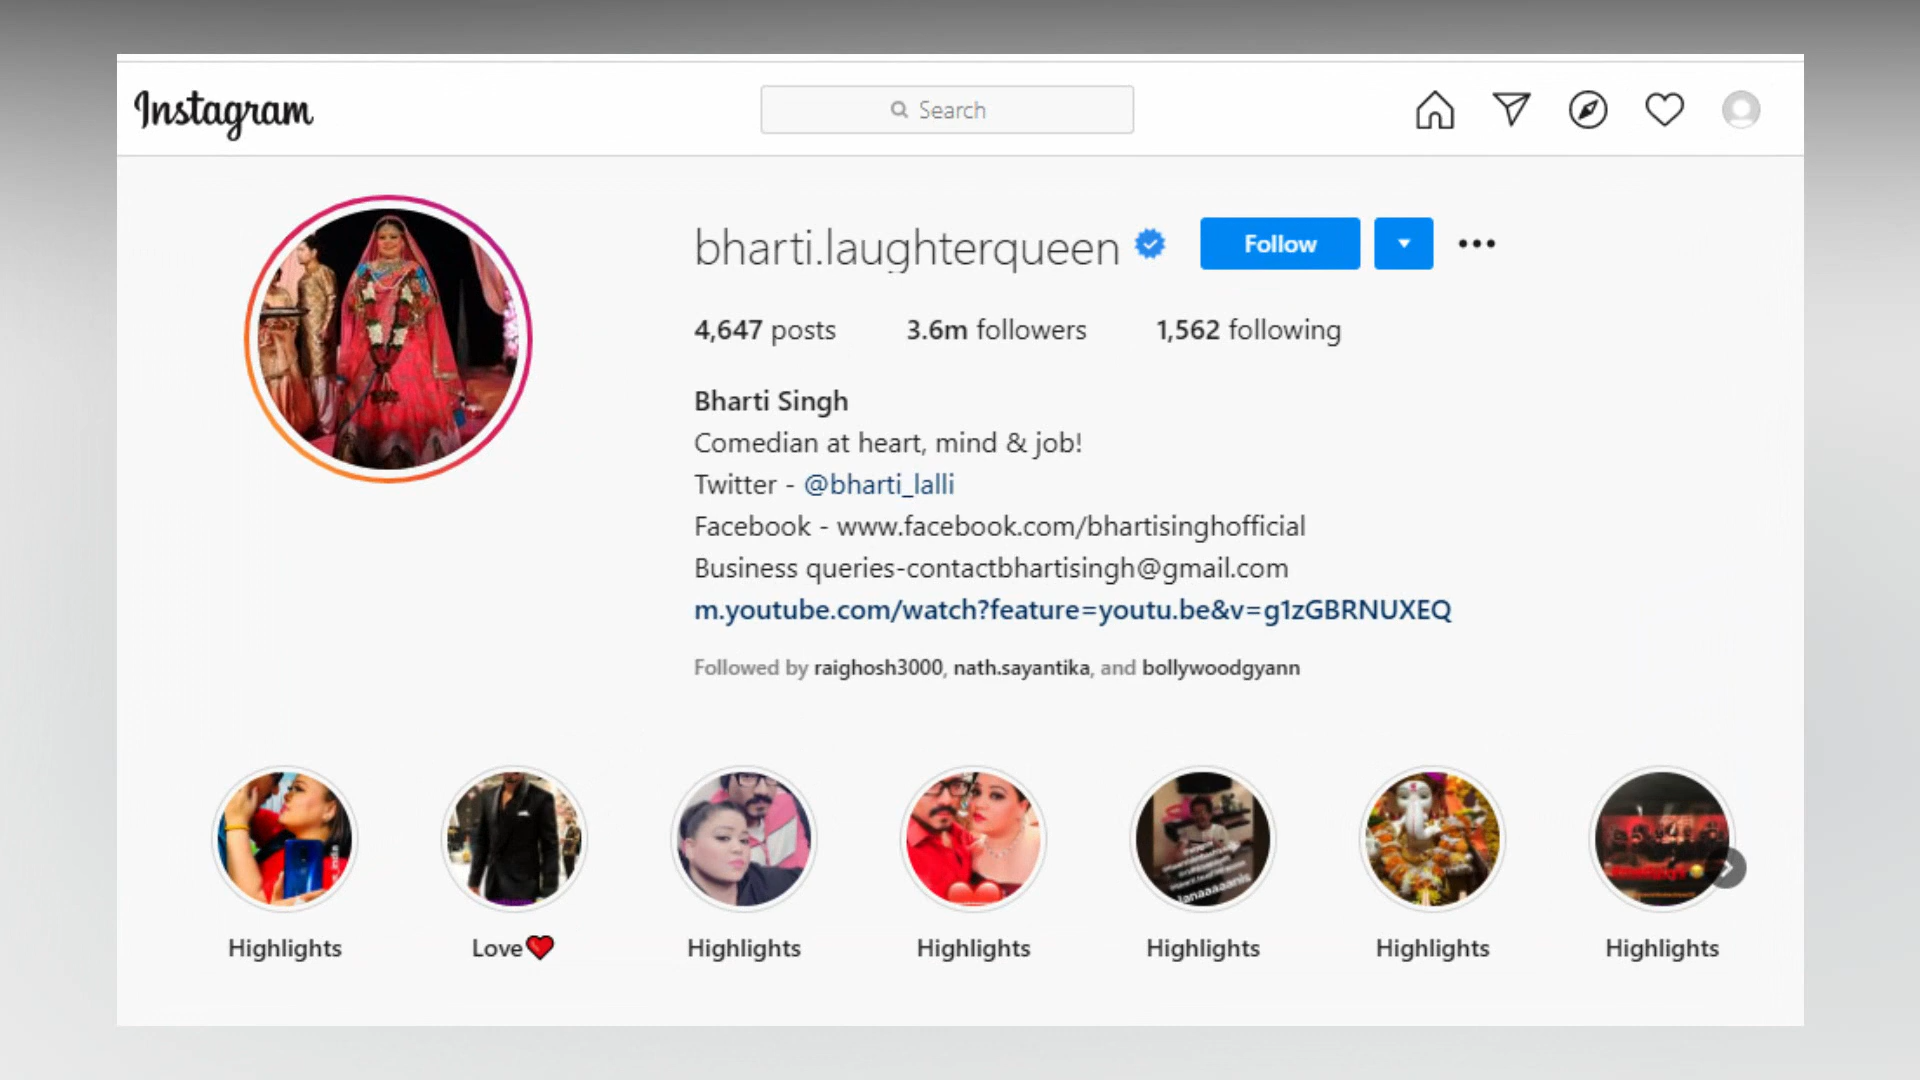 Instagram
Search
bharti.laughterqueen
Follow
4,647 posts 3.6m followers 1,562 following
Bharti Singh
Comedian at heart, mind & job!
Twitter - @bharti_lalli
Facebook - www.facebook.com/bhartisinghofficial
Business queries-contactbhartisingh@gmail.com
m.youtube.com/watch?feature=youtu.be&v=g1zGBRNUXEQ
Followed by raighosh3000, nath.sayantika, and bollywoodgyann
Highlights Love❤️ Highlights Highlights Highlights Highlights Highlights